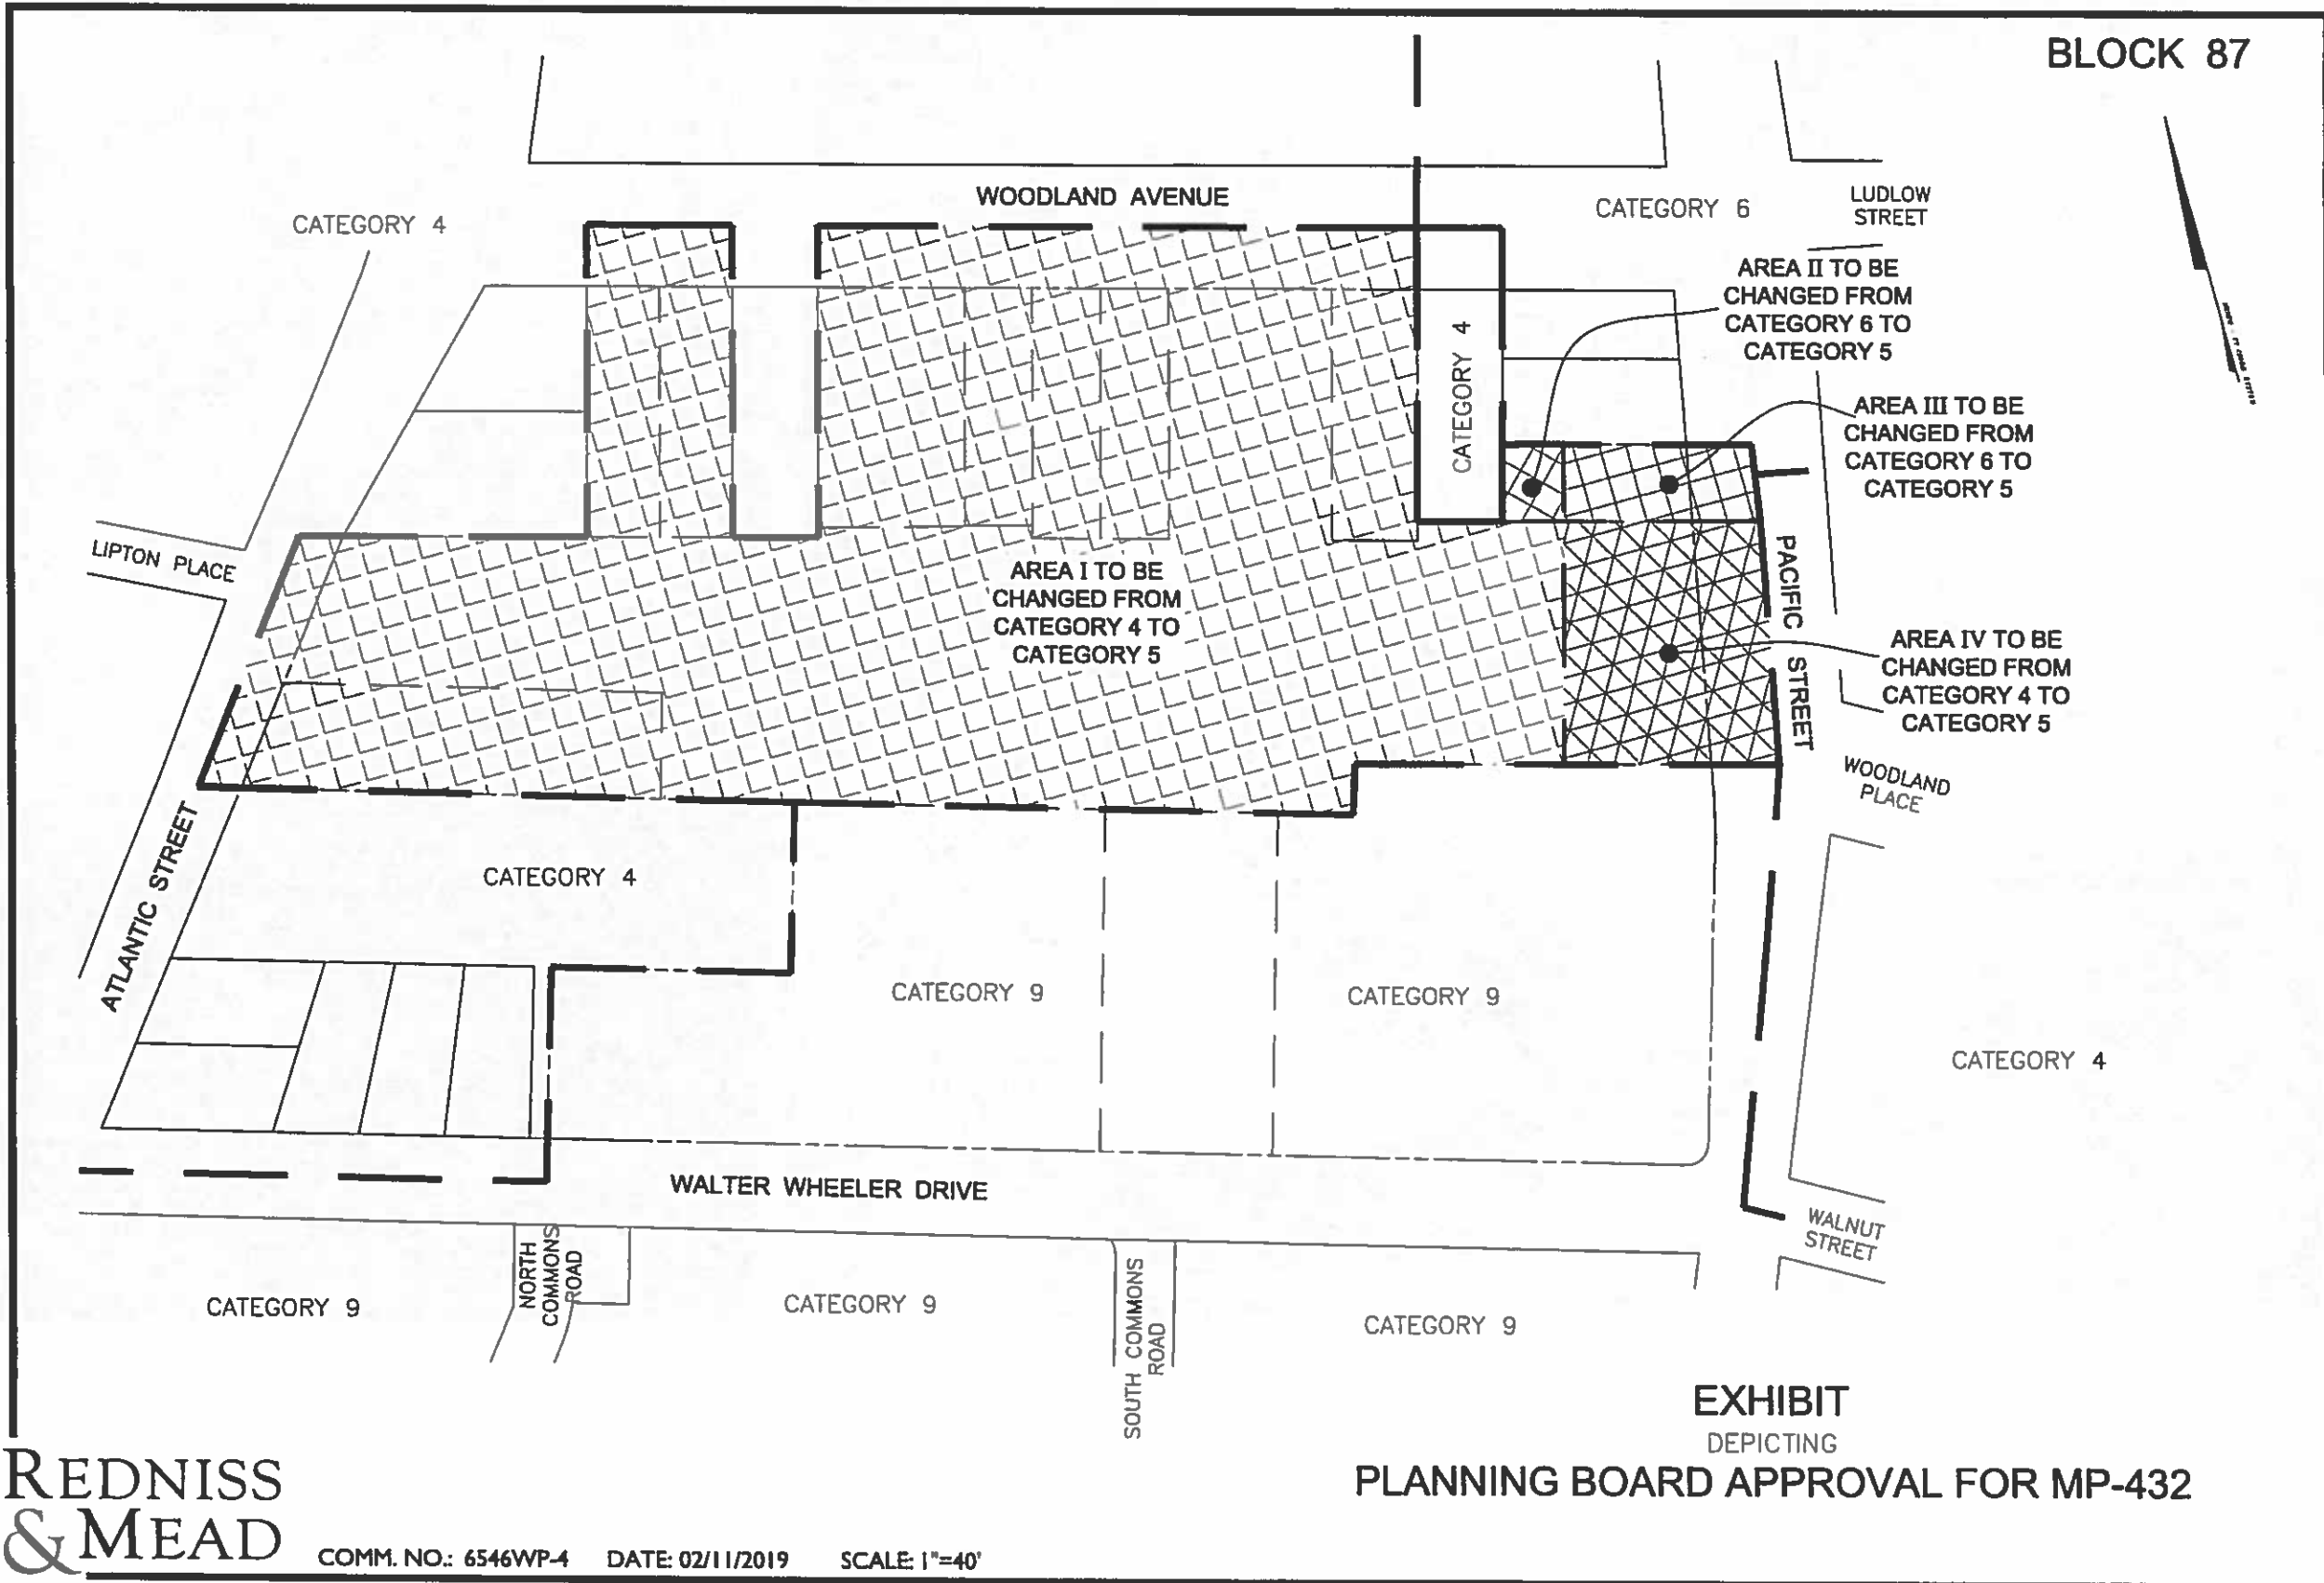 BLOCK 87
WOODLAND AVENUE
CATEGORY 4
CATEGORY 6
LUDLOW
STREET
AREA II TO BE
CHANGED FROM
CATEGORY 6 TO
CATEGORY 5
CATEGORY 4
AREA III TO BE
CHANGED FROM
CATEGORY 6 TO
CATEGORY 5
LIPTON PLACE
AREA I TO BE
CHANGED FROM
CATEGORY 4 TO
CATEGORY 5
PACIFIC STREET
AREA IV TO BE
CHANGED FROM
CATEGORY 4 TO
CATEGORY 5
WOODLAND
PLACE
ATLANTIC STREET
CATEGORY 4
CATEGORY 9
CATEGORY 9
CATEGORY 4
WALTER WHEELER DRIVE
WALNUT
STREET
NORTH
COMMONS
ROAD
CATEGORY 9
CATEGORY 9
SOUTH COMMONS
ROAD
CATEGORY 9
EXHIBIT
DEPICTING
PLANNING BOARD APPROVAL FOR MP-432
REDNISS
& MEAD
COMM. NO.: 6546WP-4 DATE: 02/11/2019 SCALE: 1"=40'